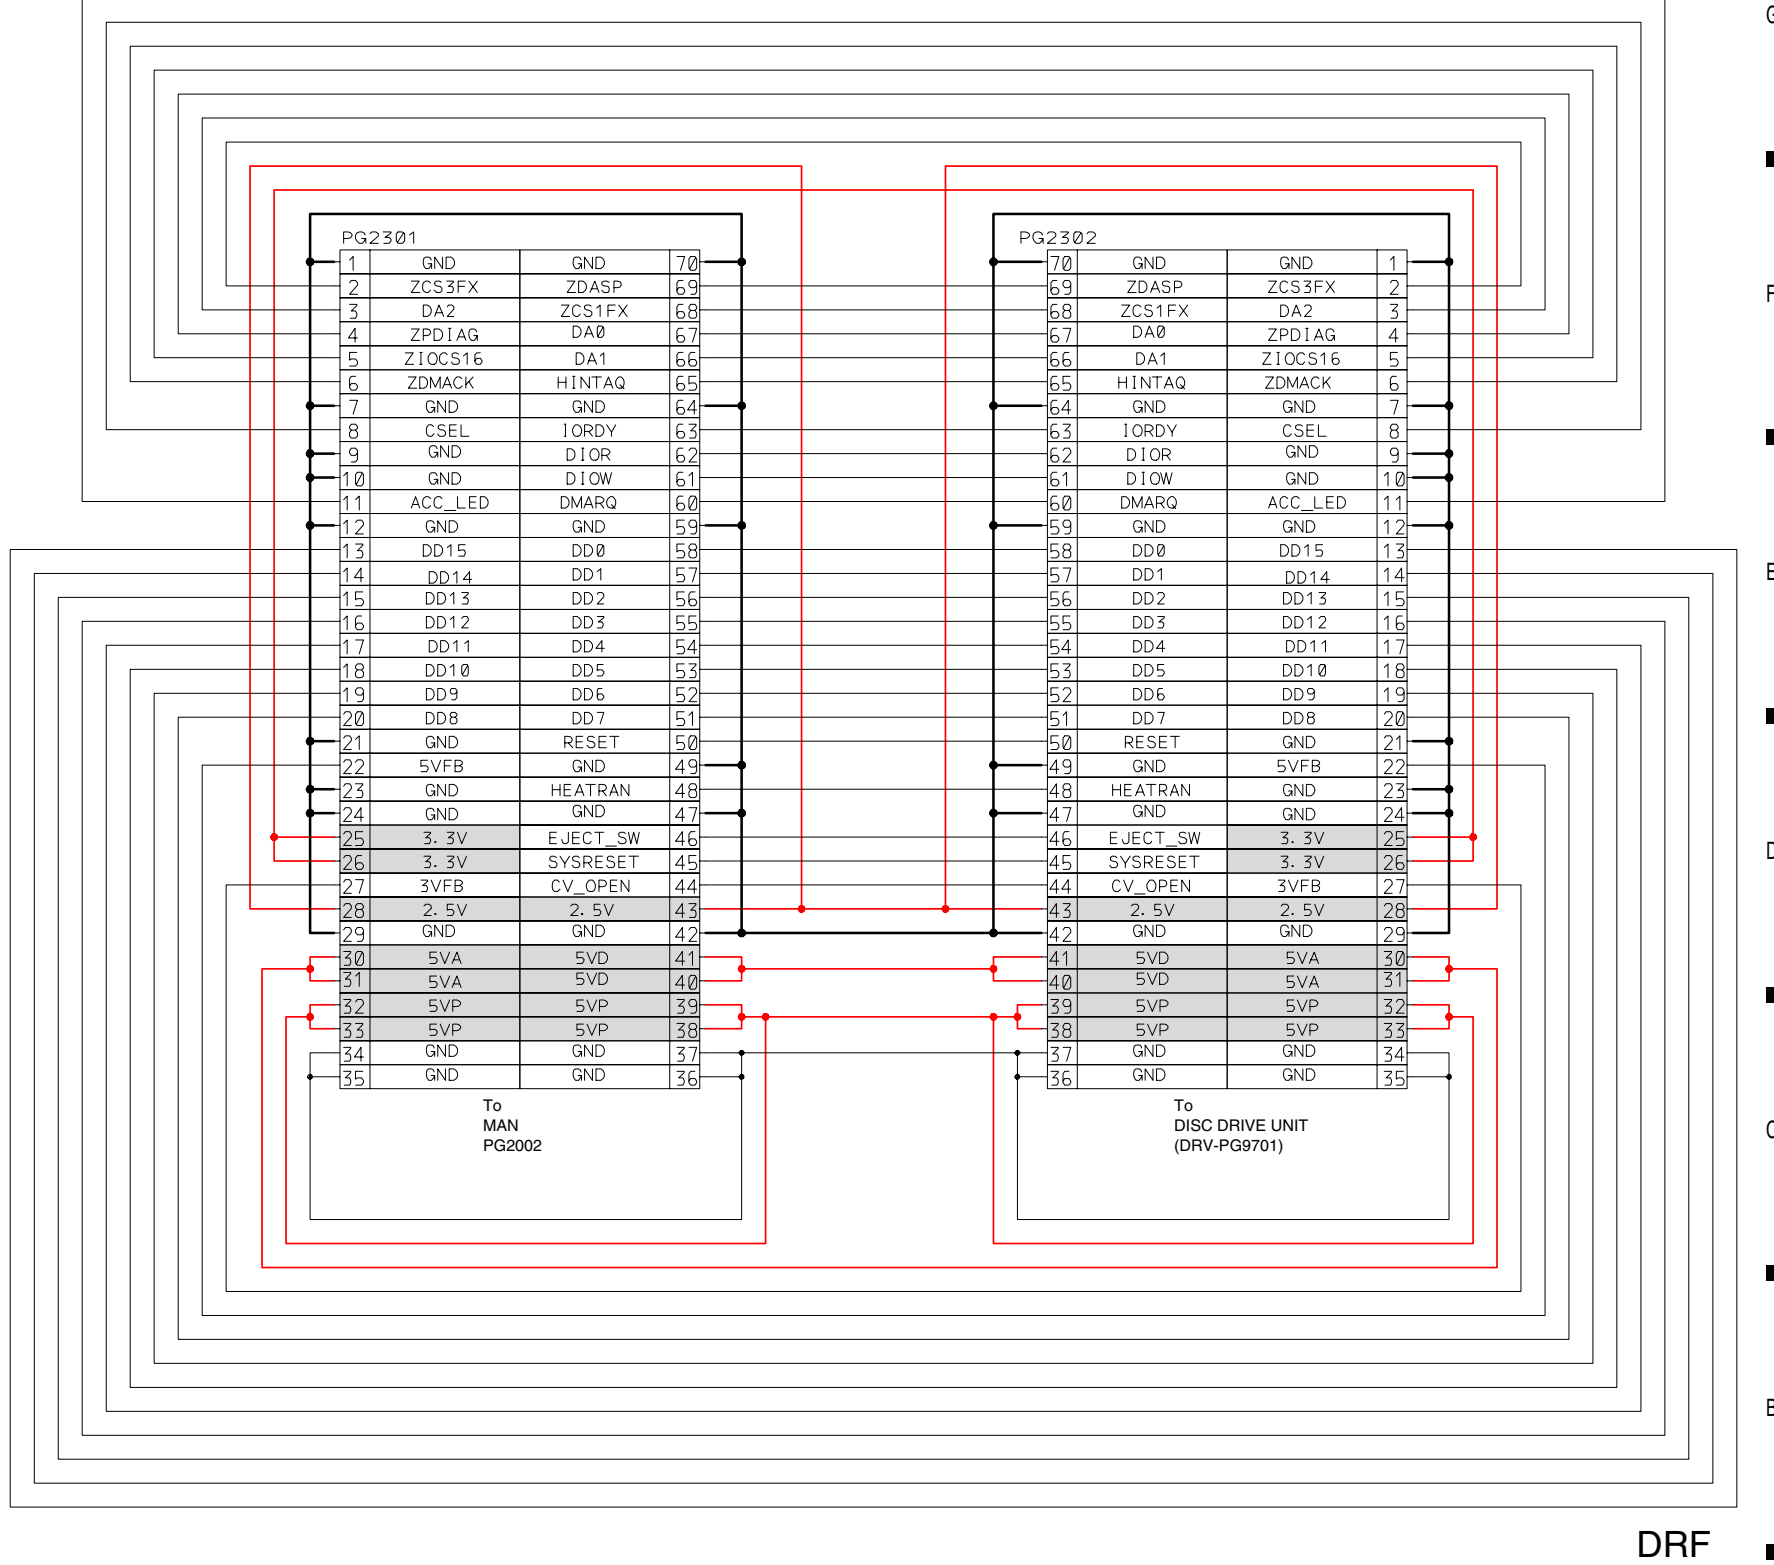 G
F
E
D
C
B
PG2301
1 GND GND 70
2 ZCS3FX ZDASP 69
3 DA2 ZCS1FX 68
4 ZPDIAG DA0 67
5 ZIOCS16 DA1 66
6 ZDMACK HINTAQ 65
7 GND GND 64
8 CSEL IORDY 63
9 GND DIOR 62
10 GND DIOW 61
11 ACC_LED DMARQ 60
12 GND GND 59
13 DD15 DD0 58
14 DD14 DD1 57
15 DD13 DD2 56
16 DD12 DD3 55
17 DD11 DD4 54
18 DD10 DD5 53
19 DD9 DD6 52
20 DD8 DD7 51
21 GND RESET 50
22 5VFB GND 49
23 GND HEATRAN 48
24 GND GND 47
25 3.3V EJECT_SW 46
26 3.3V SYSRESET 45
27 3VFB CV_OPEN 44
28 2.5V 2.5V 43
29 GND GND 42
30 5VA 5VD 41
31 5VA 5VD 40
32 5VP 5VP 39
33 5VP 5VP 38
34 GND GND 37
35 GND GND 36
To
MAN
PG2002
PG2302
70 GND GND 1
69 ZDASP ZCS3FX 2
68 ZCS1FX DA2 3
67 DA0 ZPDIAG 4
66 DA1 ZIOCS16 5
65 HINTAQ ZDMACK 6
64 GND GND 7
63 IORDY CSEL 8
62 DIOR GND 9
61 DIOW GND 10
60 DMARQ ACC_LED 11
59 GND GND 12
58 DD0 DD15 13
57 DD1 DD14 14
56 DD2 DD13 15
55 DD3 DD12 16
54 DD4 DD11 17
53 DD5 DD10 18
52 DD6 DD9 19
51 DD7 DD8 20
50 RESET GND 21
49 GND 5VFB 22
48 HEATRAN GND 23
47 GND GND 24
46 EJECT_SW 3.3V 25
45 SYSRESET 3.3V 26
44 CV_OPEN 3VFB 27
43 2.5V 2.5V 28
42 GND GND 29
41 5VD 5VA 30
40 5VD 5VA 31
39 5VP 5VP 32
38 5VP 5VP 33
37 GND GND 34
36 GND GND 35
To
DISC DRIVE UNIT
(DRV-PG9701)
DRF